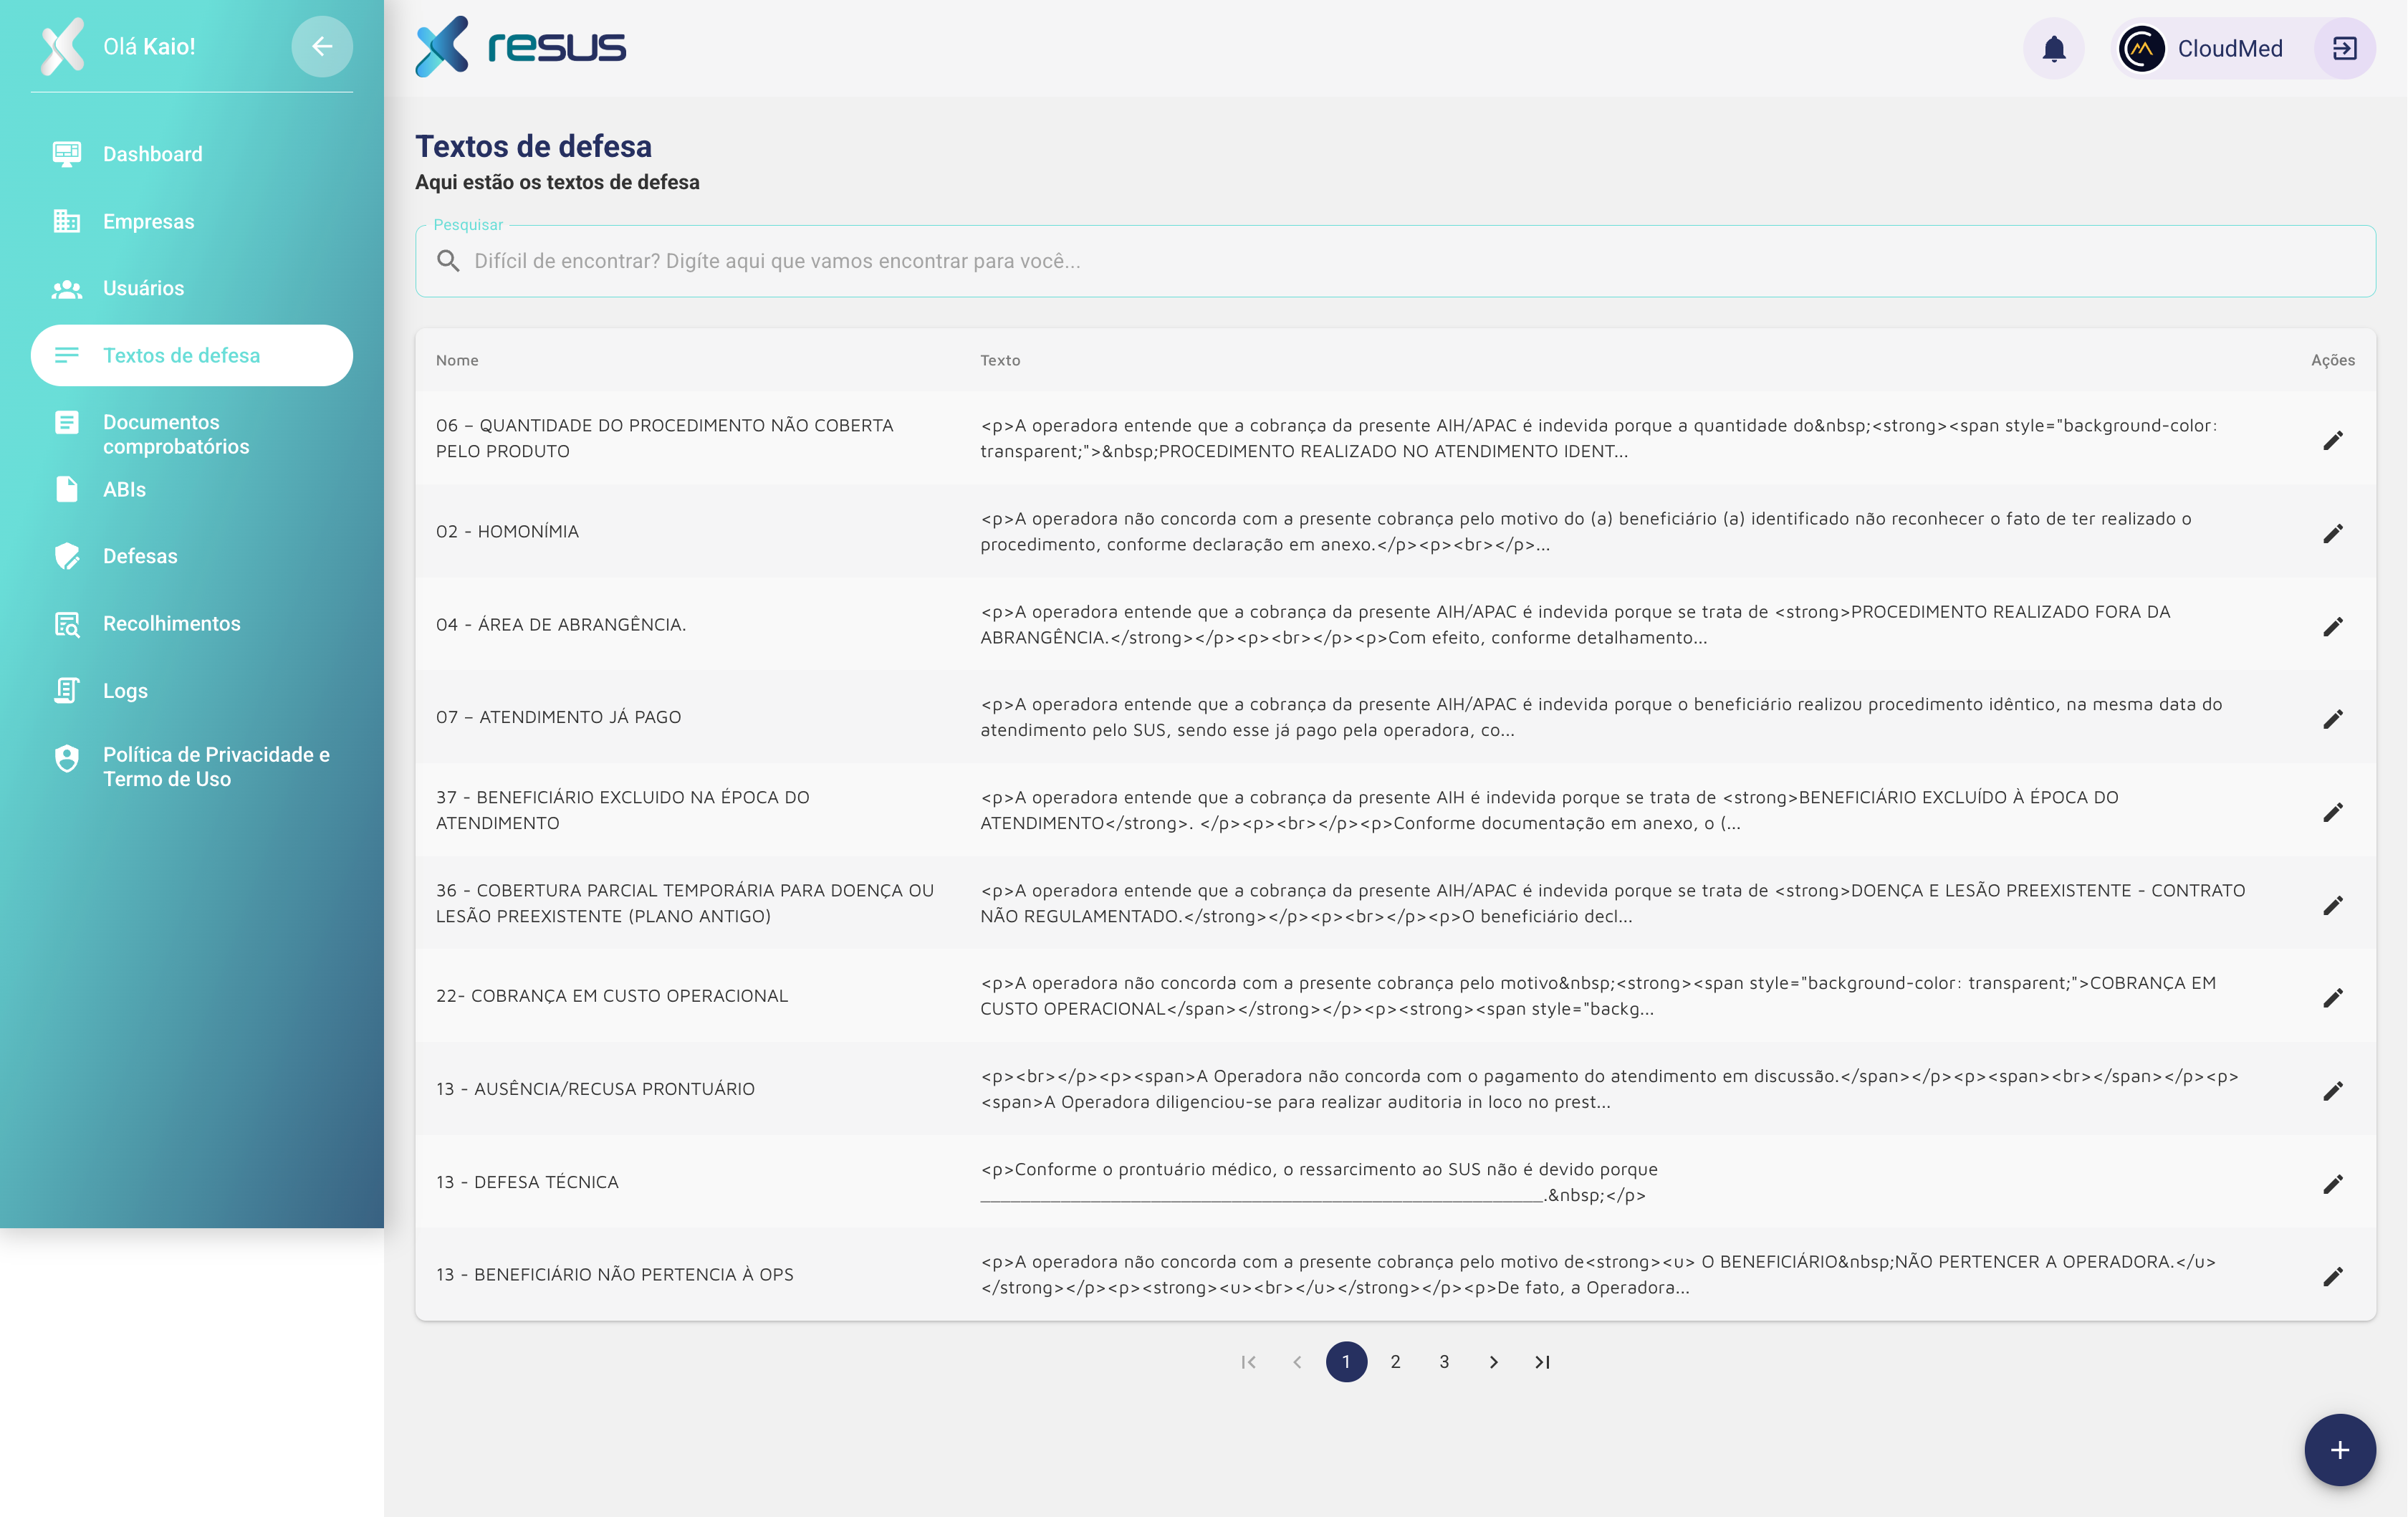 Olá Kaio!
Dashboard
Empresas
Usuários
Textos de defesa
Documentos
comprobatórios
ABIs
Defesas
Recolhimentos
Logs
Política de Privacidade e
Termo de Uso
resus
CloudMed
Textos de defesa
Aqui estão os textos de defesa
Pesquisar
Difícil de encontrar? Digíte aqui que vamos encontrar para você...
Nome Texto Ações
06 – QUANTIDADE DO PROCEDIMENTO NÃO COBERTA
PELO PRODUTO
<p>A operadora entende que a cobrança da presente AIH/APAC é indevida porque a quantidade do&nbsp;<strong><span style="background-color:
transparent;">&nbsp;PROCEDIMENTO REALIZADO NO ATENDIMENTO IDENT...
02 - HOMONÍMIA
<p>A operadora não concorda com a presente cobrança pelo motivo do (a) beneficiário (a) identificado não reconhecer o fato de ter realizado o
procedimento, conforme declaração em anexo.</p><p><br></p>...
04 - ÁREA DE ABRANGÊNCIA.
<p>A operadora entende que a cobrança da presente AIH/APAC é indevida porque se trata de <strong>PROCEDIMENTO REALIZADO FORA DA
ABRANGÊNCIA.</strong></p><p><br></p><p>Com efeito, conforme detalhamento...
07 – ATENDIMENTO JÁ PAGO
<p>A operadora entende que a cobrança da presente AIH/APAC é indevida porque o beneficiário realizou procedimento idêntico, na mesma data do
atendimento pelo SUS, sendo esse já pago pela operadora, co...
37 - BENEFICIÁRIO EXCLUIDO NA ÉPOCA DO
ATENDIMENTO
<p>A operadora entende que a cobrança da presente AIH é indevida porque se trata de <strong>BENEFICIÁRIO EXCLUÍDO À ÉPOCA DO
ATENDIMENTO</strong>. </p><p><br></p><p>Conforme documentação em anexo, o (...
36 - COBERTURA PARCIAL TEMPORÁRIA PARA DOENÇA OU
LESÃO PREEXISTENTE (PLANO ANTIGO)
<p>A operadora entende que a cobrança da presente AIH/APAC é indevida porque se trata de <strong>DOENÇA E LESÃO PREEXISTENTE - CONTRATO
NÃO REGULAMENTADO.</strong></p><p><br></p><p>O beneficiário decl...
22- COBRANÇA EM CUSTO OPERACIONAL
<p>A operadora não concorda com a presente cobrança pelo motivo&nbsp;<strong><span style="background-color: transparent;">COBRANÇA EM
CUSTO OPERACIONAL</span></strong></p><p><strong><span style="backg...
13 - AUSÊNCIA/RECUSA PRONTUÁRIO
<p><br></p><p><span>A Operadora não concorda com o pagamento do atendimento em discussão.</span></p><p><span><br></span></p><p>
<span>A Operadora diligenciou-se para realizar auditoria in loco no prest...
13 - DEFESA TÉCNICA
<p>Conforme o prontuário médico, o ressarcimento ao SUS não é devido porque
________________________________________________________.&nbsp;</p>
13 - BENEFICIÁRIO NÃO PERTENCIA À OPS
<p>A operadora não concorda com a presente cobrança pelo motivo de<strong><u> O BENEFICIÁRIO&nbsp;NÃO PERTENCER A OPERADORA.</u>
</strong></p><p><strong><u><br></u></strong></p><p>De fato, a Operadora...
1 2 3